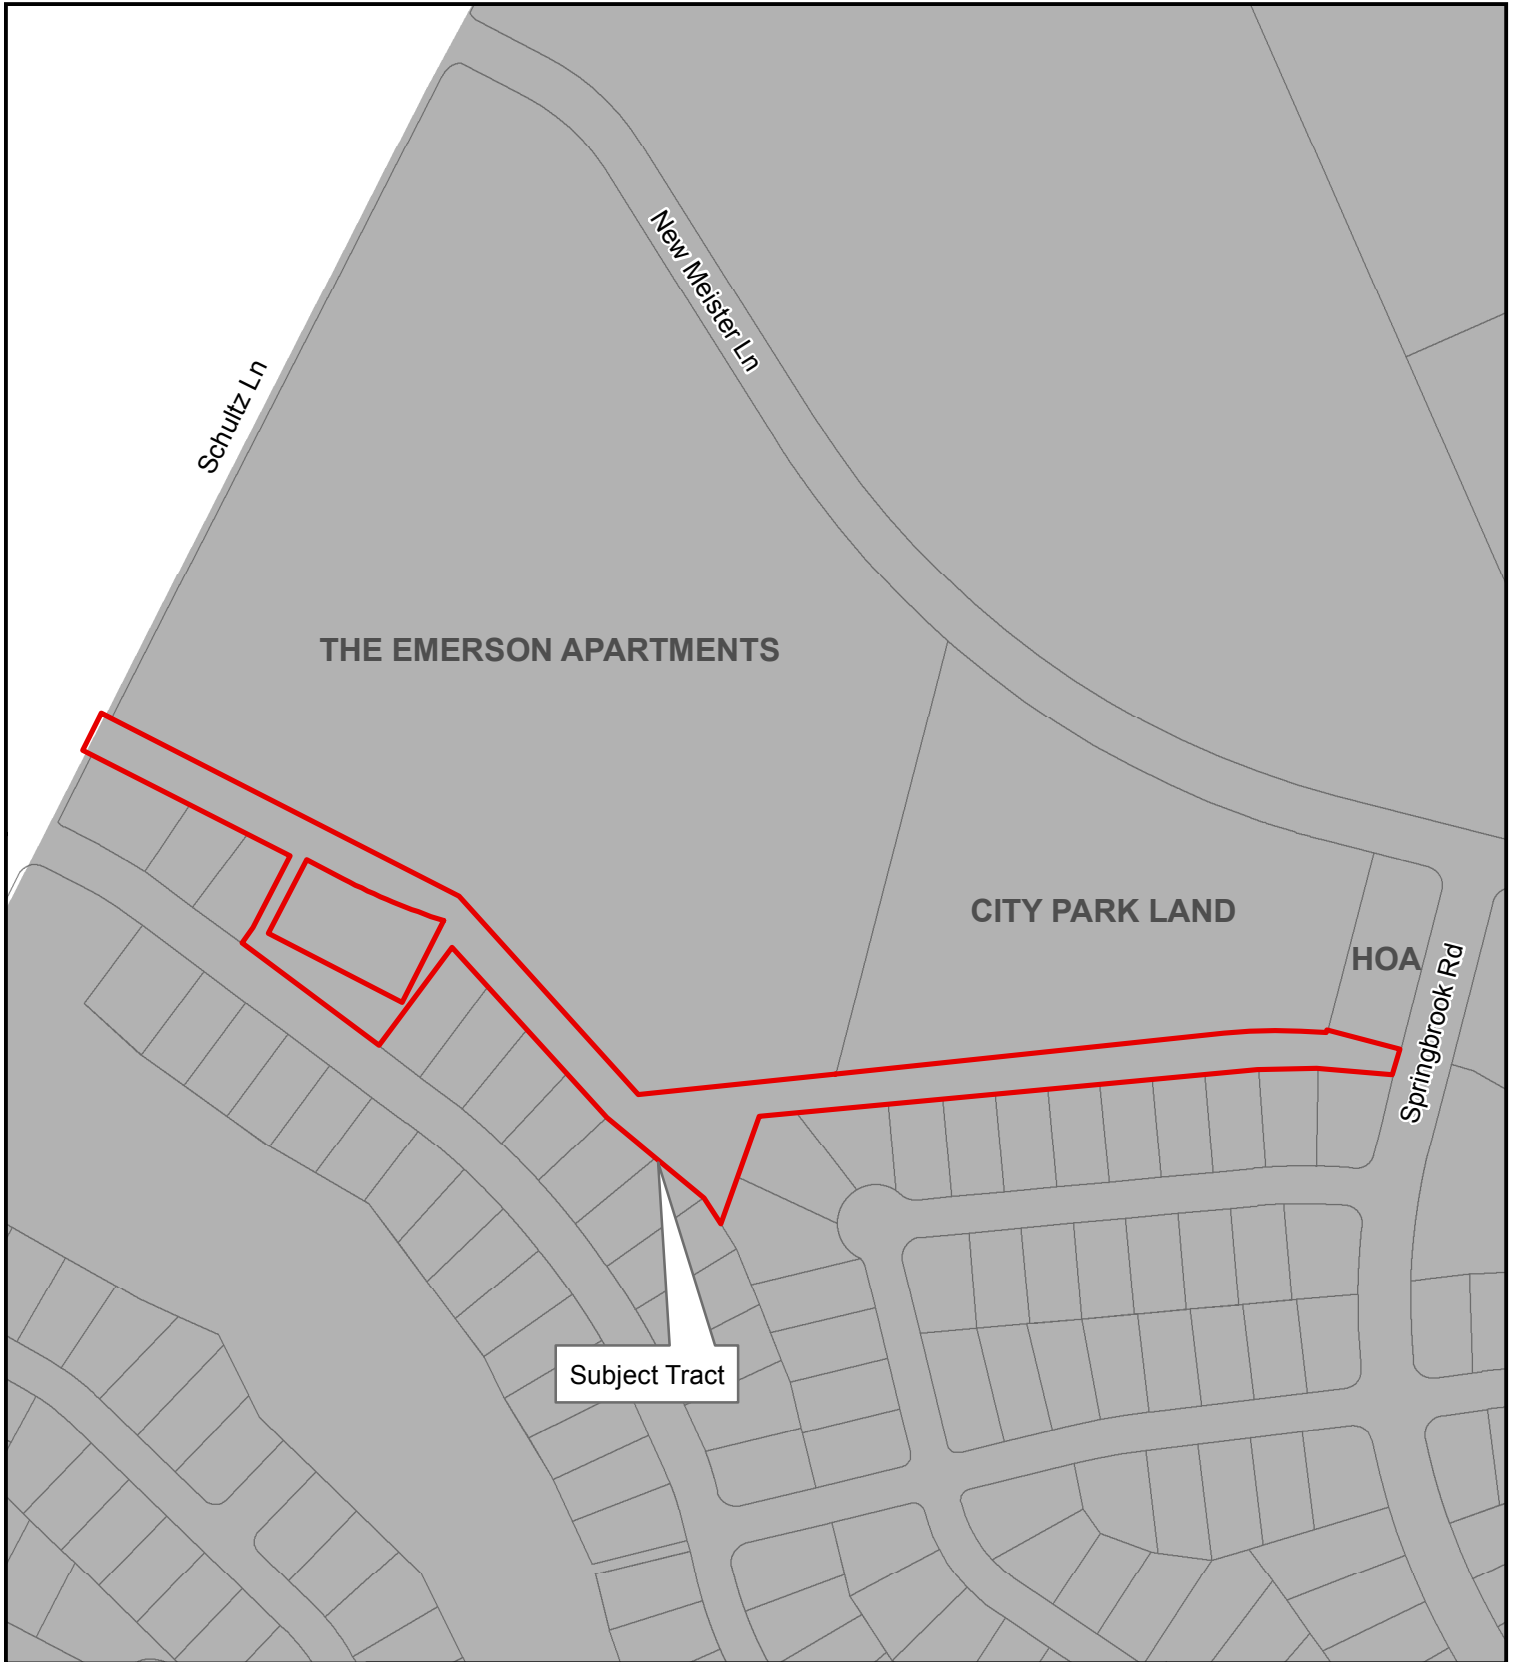 New Meister Ln
Schultz Ln
THE EMERSON APARTMENTS
CITY PARK LAND
HOA
Springbrook Rd
Subject Tract